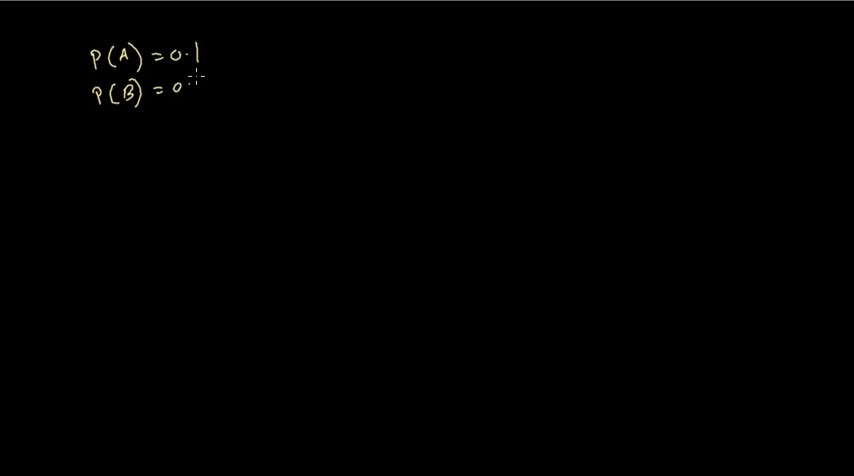 P(A) = 0.1
P(B) = 0.